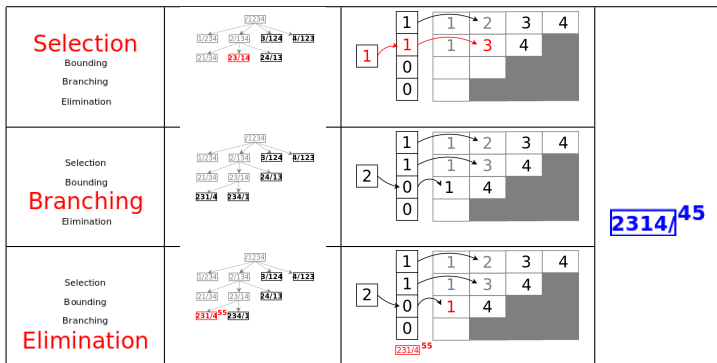 Selection
Bounding
Branching
Elimination
/1234
1/234 2/134 3/124 4/123
21/34 23/14 24/13
1
1 1 2 3 4
1 1 3 4
0
0
Selection
Bounding
Branching
Elimination
/1234
1/234 2/134 3/124 4/123
21/34 23/14 24/13
231/4 234/1
2
1 1 2 3 4
1 1 3 4
0 1 4
0
2314/ 45
Selection
Bounding
Branching
Elimination
/1234
1/234 2/134 3/124 4/123
21/34 23/14 24/13
231/4 55 234/1
2
1 1 2 3 4
1 1 3 4
0 1 4
0
231/4 55